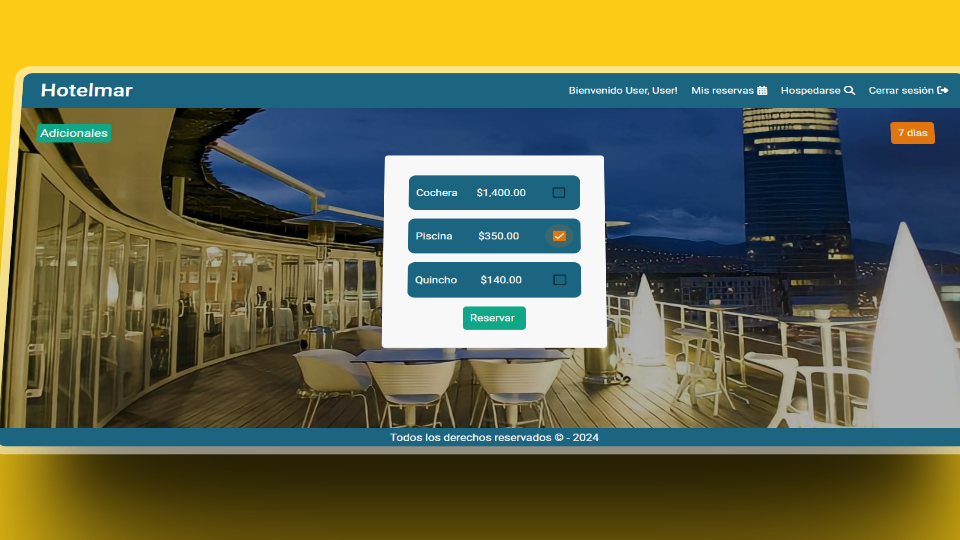 Hotelmar
Bienvenido User, User! Mis reservas Hospedarse Cerrar sesión
Adicionales
7 dias
Cochera $1,400.00
Piscina $350.00
Quincho $140.00
Reservar
Todos los derechos reservados © - 2024